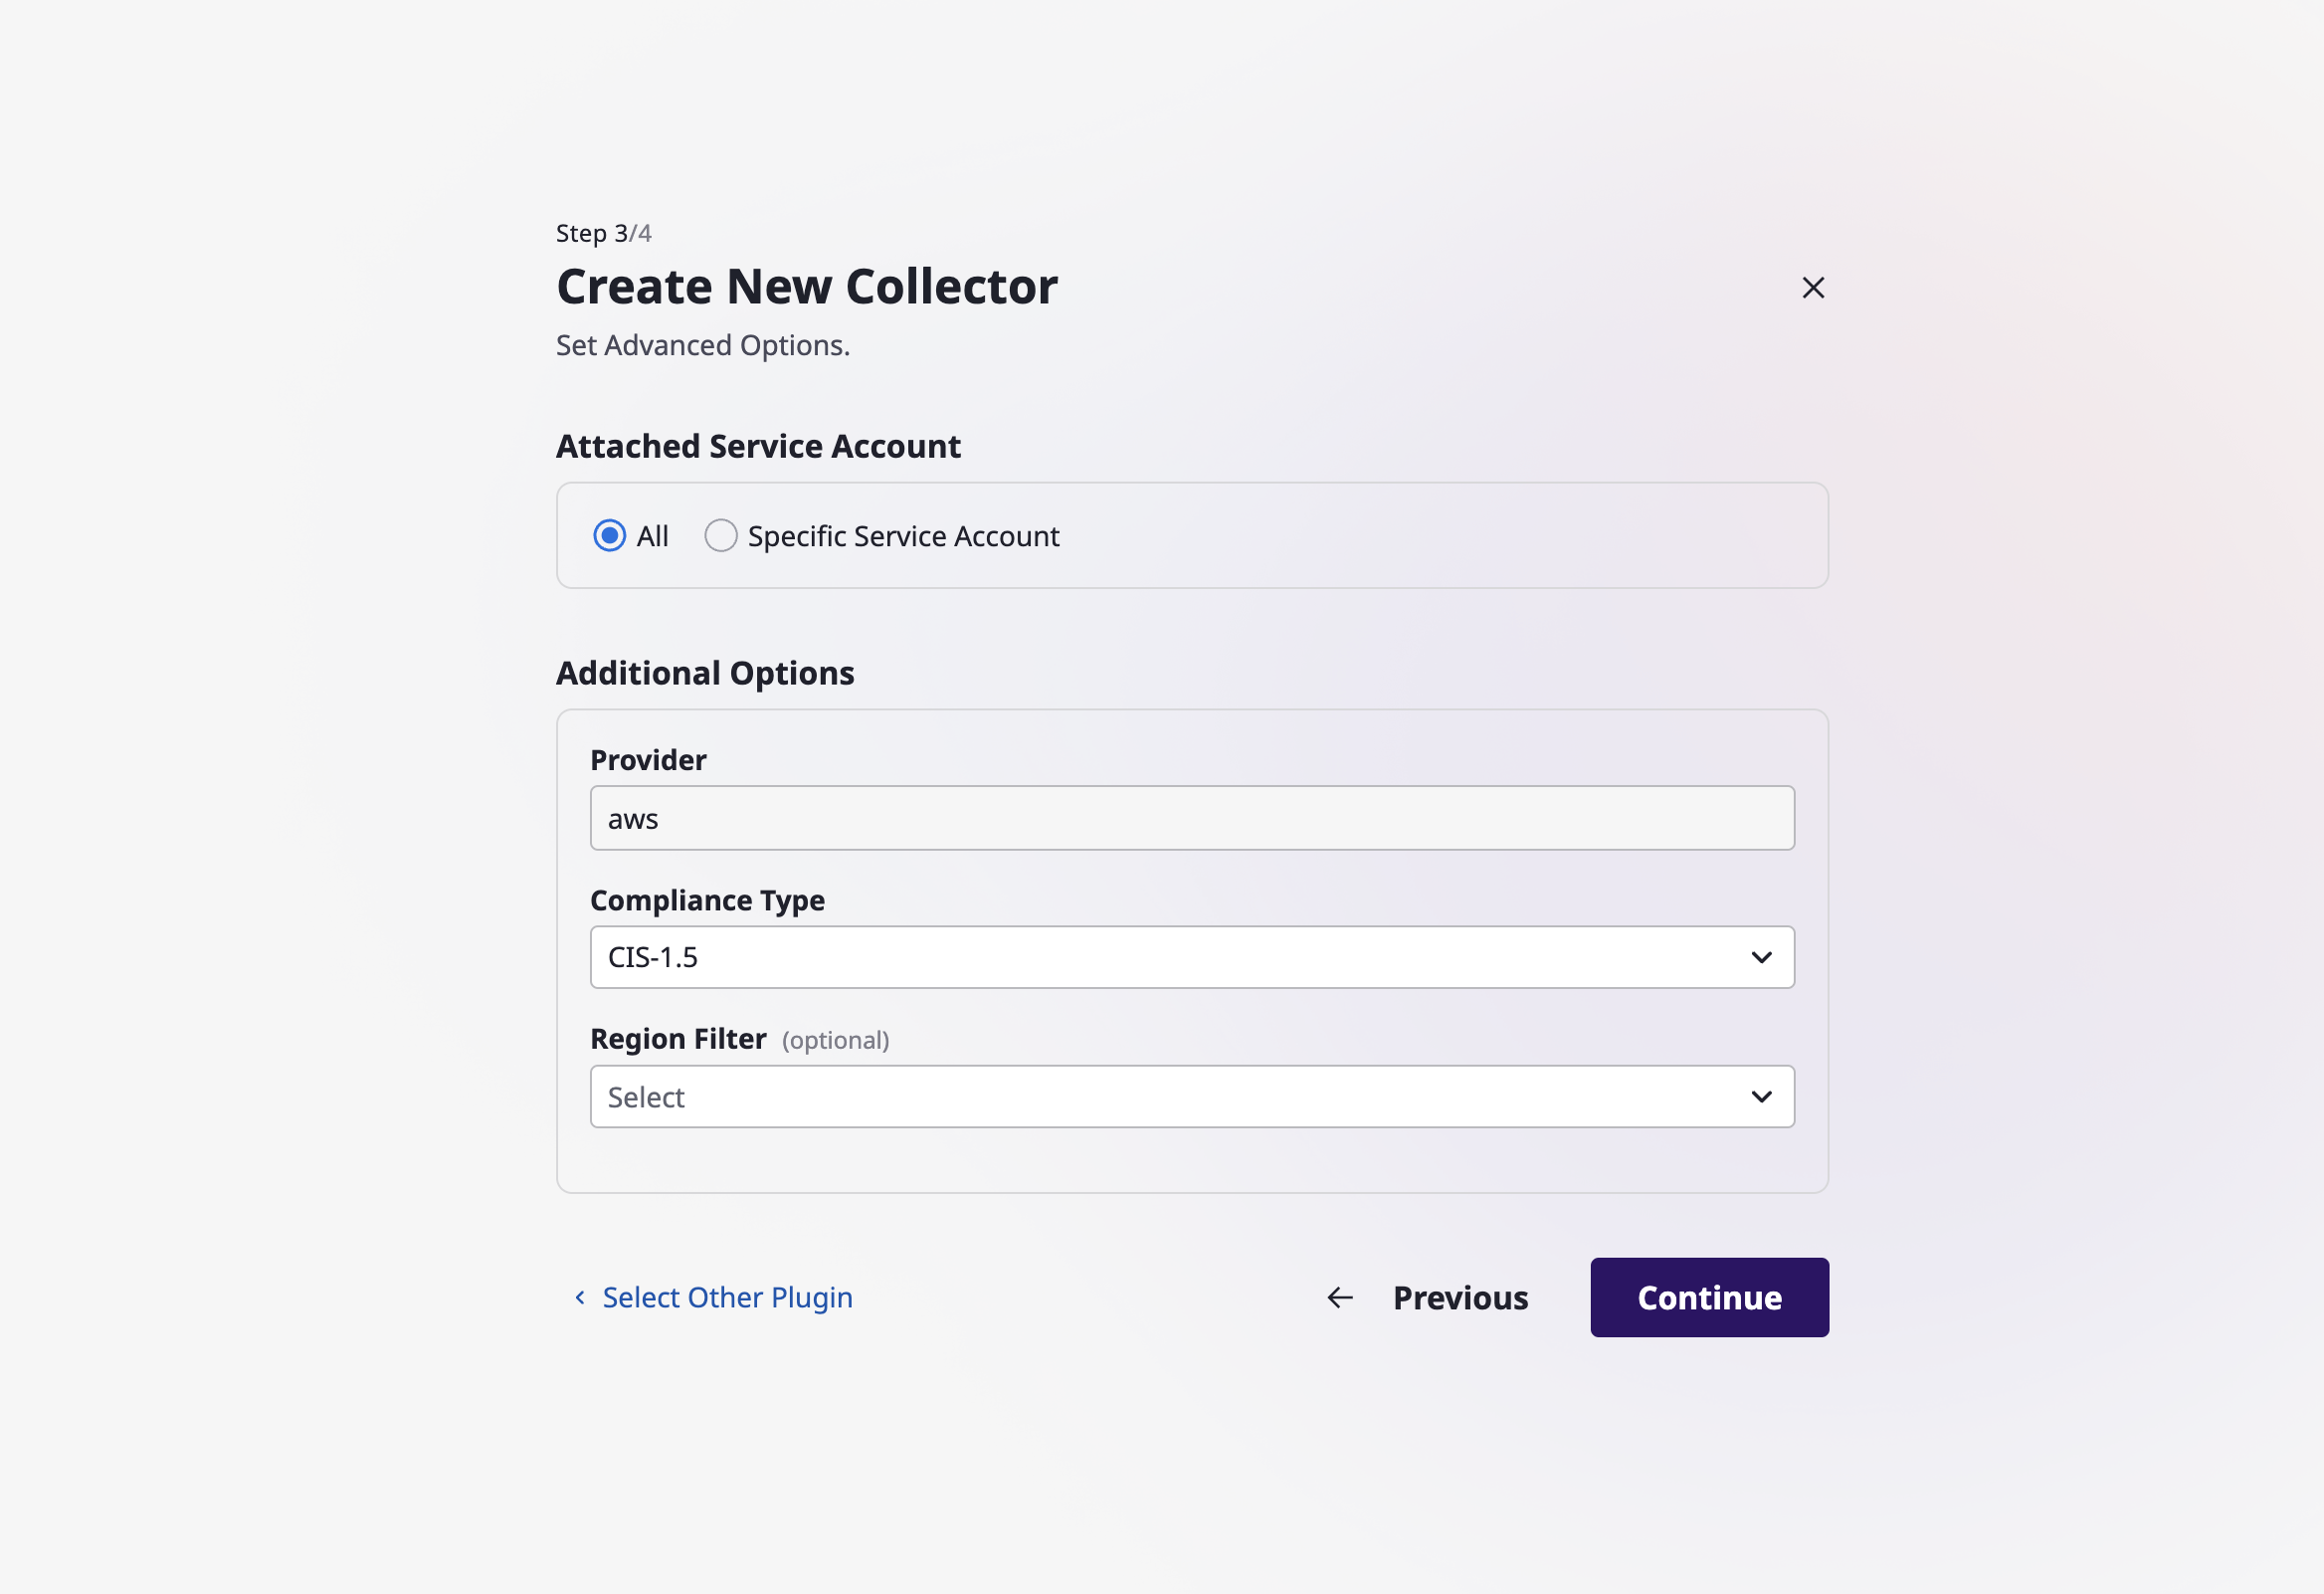 Step 3/4
Create New Collector
Set Advanced Options.
Attached Service Account
All Specific Service Account
Additional Options
Provider
aws
Compliance Type
CIS-1.5
Region Filter (optional)
Select
Select Other Plugin Previous Continue